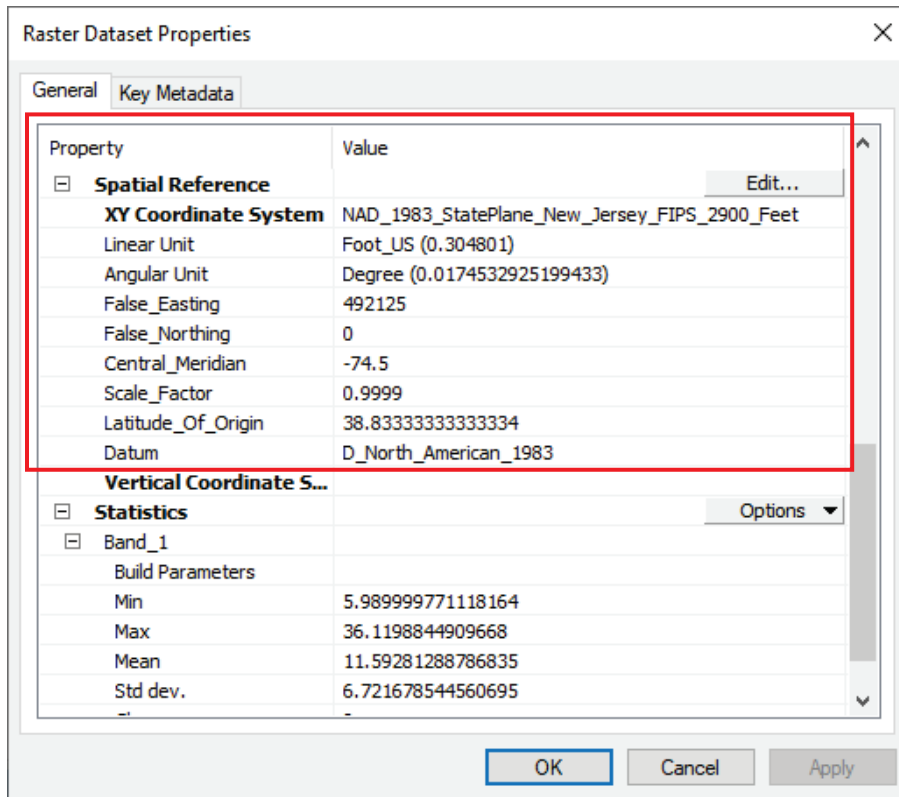 Raster Dataset Properties
General Key Metadata
Property Value
Spatial Reference Edit...
XY Coordinate System NAD_1983_StatePlane_New_Jersey_FIPS_2900_Feet
Linear Unit Foot_US (0.304801)
Angular Unit Degree (0.0174532925199433)
False_Easting 492125
False_Northing 0
Central_Meridian -74.5
Scale_Factor 0.9999
Latitude_Of_Origin 38.83333333333334
Datum D_North_American_1983
Vertical Coordinate S...
Statistics Options
Band_1
Build Parameters
Min 5.989999771118164
Max 36.1198844909668
Mean 11.59281288786835
Std dev. 6.721678544560695
OK Cancel Apply